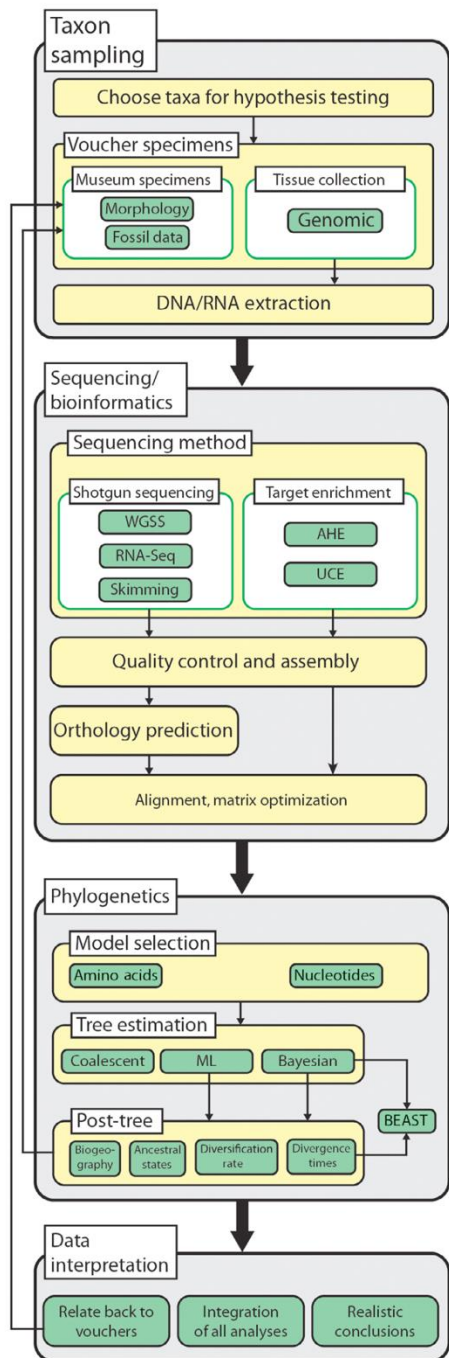 Taxon
sampling
Choose taxa for hypothesis testing
Voucher specimens
Museum specimens
Morphology
Fossil data
Tissue collection
Genomic
DNA/RNA extraction
Sequencing/
bioinformatics
Sequencing method
Shotgun sequencing
WGSS
RNA-Seq
Skimming
Target enrichment
AHE
UCE
Quality control and assembly
Orthology prediction
Alignment, matrix optimization
Phylogenetics
Model selection
Amino acids
Nucleotides
Tree estimation
Coalescent
ML
Bayesian
BEAST
Post-tree
Biogeo-
graphy
Ancestral
states
Diversification
rate
Divergence
times
Data
interpretation
Relate back to
vouchers
Integration
of all analyses
Realistic
conclusions